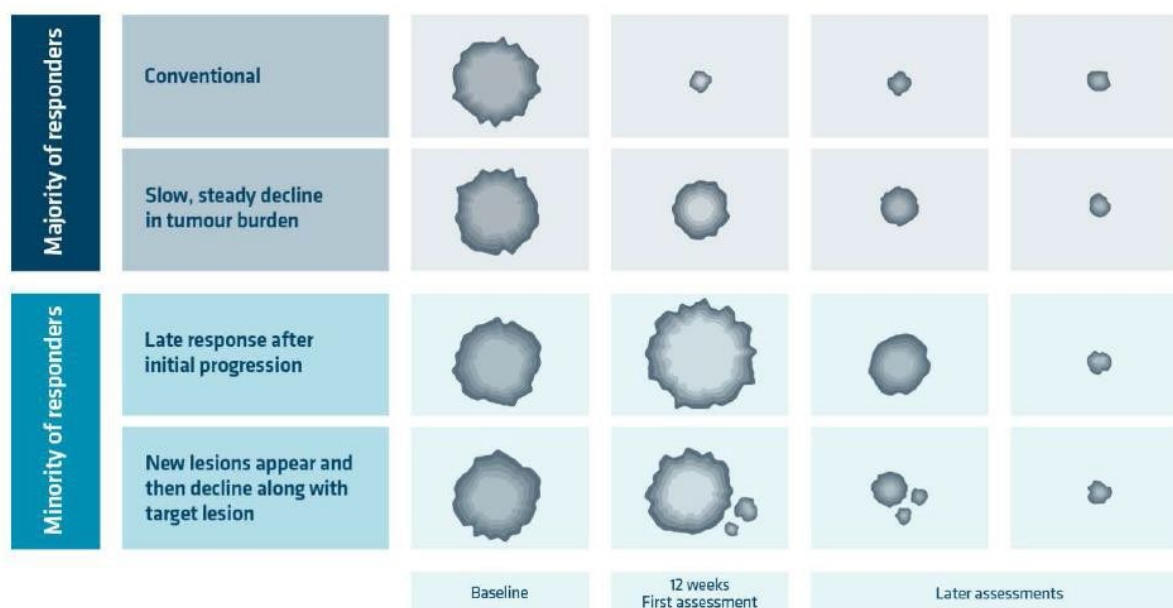 Majority of responders
Conventional
Slow, steady decline
in tumour burden
Minority of responders
Late response after
initial progression
New lesions appear and
then decline along with
target lesion
Baseline
12 weeks
First assessment
Later assessments